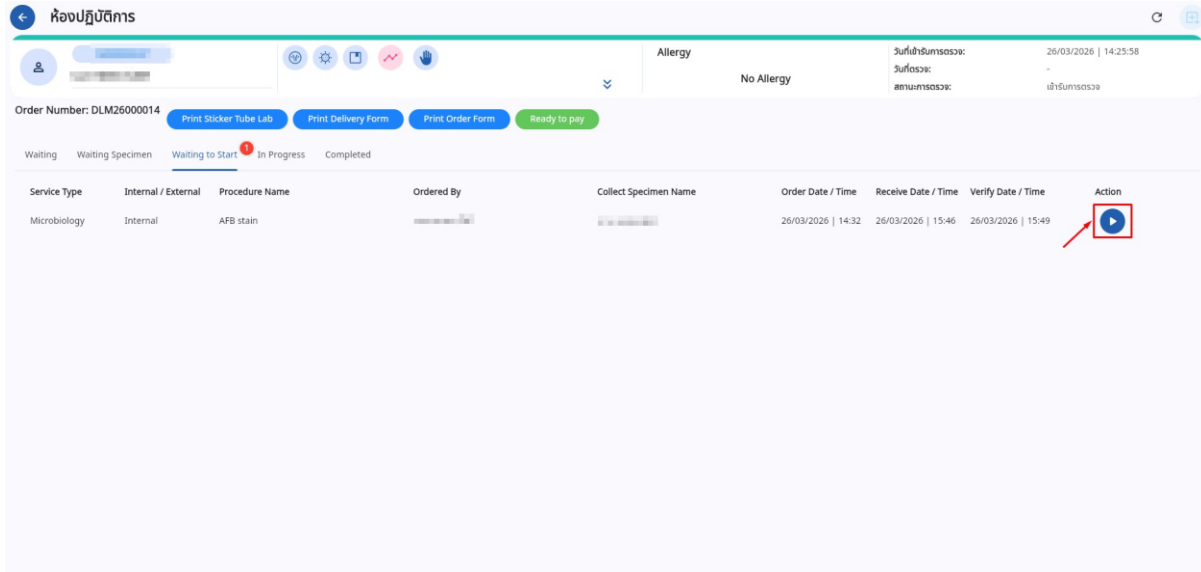 ห้องปฏิบัติการ
Allergy
No Allergy
วันที่เข้ารับการตรวจ: 26/03/2026 | 14:25:58
วันที่ตรวจ: -
สถานะการตรวจ: เข้ารับการตรวจ
Order Number: DLM26000014
Print Sticker Tube Lab Print Delivery Form Print Order Form Ready to pay
Waiting Waiting Specimen Waiting to Start 1 In Progress Completed
Service Type Internal / External Procedure Name Ordered By Collect Specimen Name Order Date / Time Receive Date / Time Verify Date / Time Action
Microbiology Internal AFB stain 26/03/2026 | 14:32 26/03/2026 | 15:46 26/03/2026 | 15:49